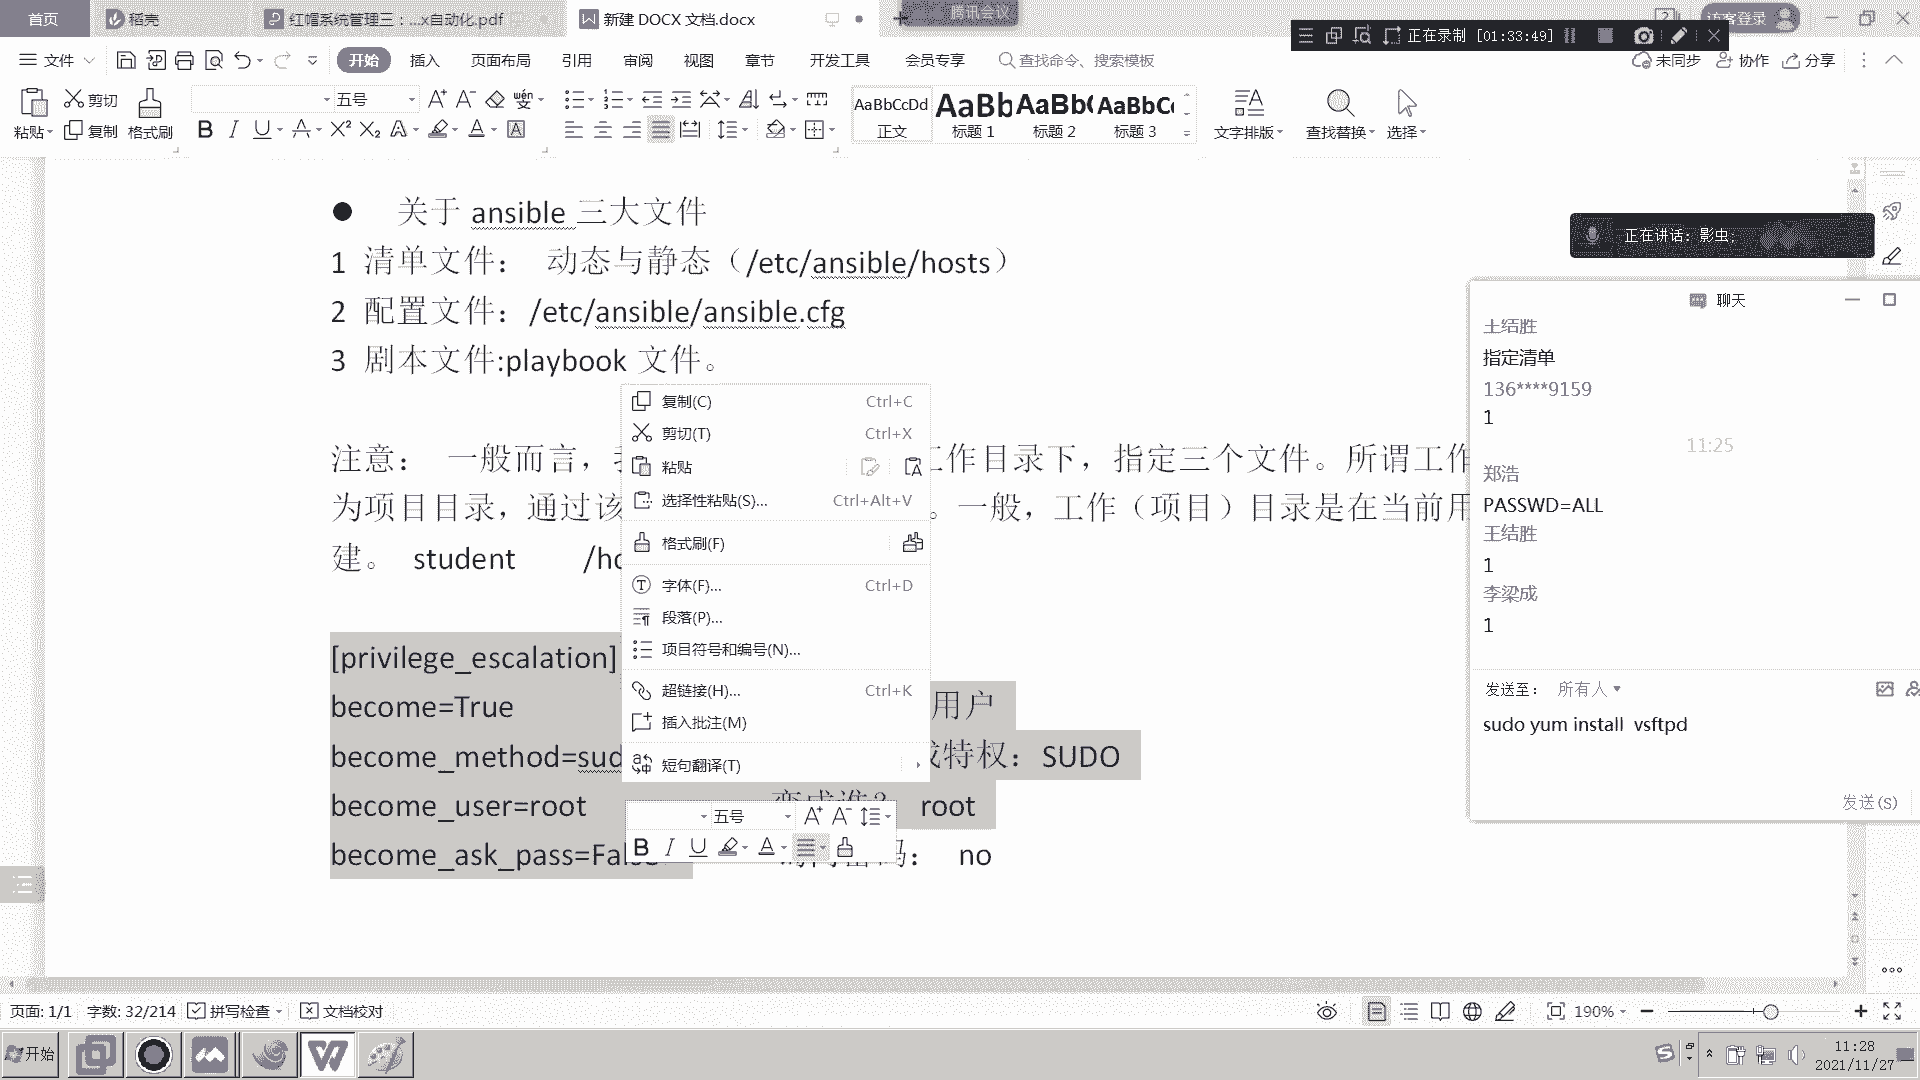 首页
稻壳
红帽系统管理三：...x自动化.pdf
新建 DOCX 文档.docx
腾讯会议
访客登录
正在录制 [01:33:49]
文件
开始
插入
页面布局
引用
审阅
视图
章节
开发工具
会员专享
查找命令、搜索模板
未同步
协作
分享
粘贴
剪切
复制
格式刷
五号
AaBbCcDd
正文
AaBb
标题 1
AaBb(
标题 2
AaBbC
标题 3
文字排版
查找替换
选择
● 关于 ansible 三大文件
1 清单文件： 动态与静态（/etc/ansible/hosts）
2 配置文件：/etc/ansible/ansible.cfg
3 剧本文件:playbook 文件。
注意： 一般而言，
工作目录下，指定三个文件。所谓工作
为项目目录，通过该
。一般，工作（项目）目录是在当前用
建。 student /ho
[privilege_escalation]
become=True
用户
become_method=sud
特权：SUDO
become_user=root
root
become_ask_pass=False
： no
复制(C) Ctrl+C
剪切(T) Ctrl+X
粘贴
选择性粘贴(S)... Ctrl+Alt+V
格式刷(F)
字体(F)... Ctrl+D
段落(P)...
项目符号和编号(N)...
超链接(H)... Ctrl+K
插入批注(M)
短句翻译(T)
五号
正在讲话：影虫;
聊天
王结胜
指定清单
136****9159
1
11:25
郑浩
PASSWD=ALL
王结胜
1
李梁成
1
发送至： 所有人
sudo yum install vsftpd
发送(S)
页面: 1/1 字数: 32/214 拼写检查 文档校对
190%
开始
11:28
2021/11/27